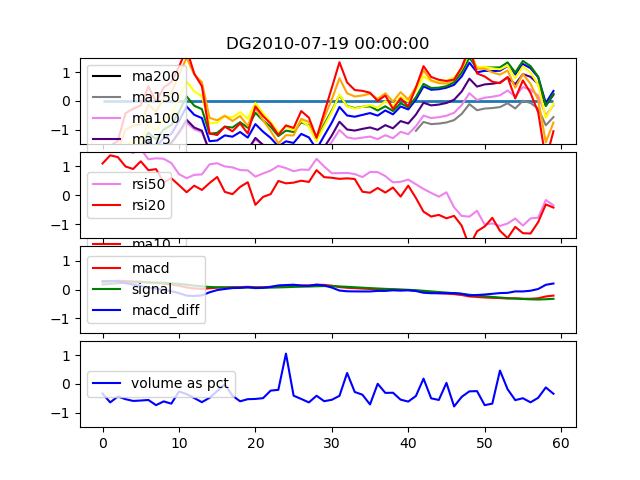 DG2010-07-19 00:00:00
1
0
−1
ma200
ma150
ma100
ma75
1
0
−1
rsi50
rsi20
ma10
1
0
−1
macd
signal
macd_diff
1
0
−1
volume as pct
0 10 20 30 40 50 60